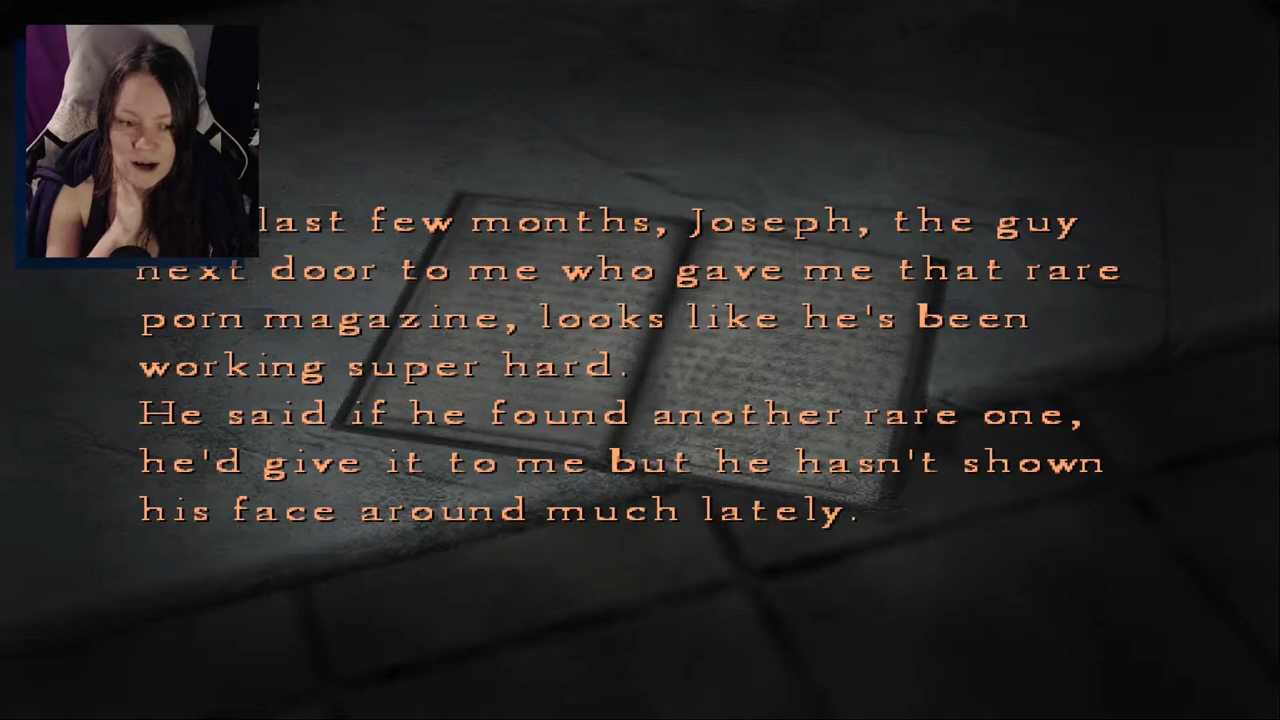 last few months, Joseph, the guy
next door to me who gave me that rare
porn magazine, looks like he's been
working super hard.
He said if he found another rare one,
he'd give it to me but he hasn't shown
his face around much lately.